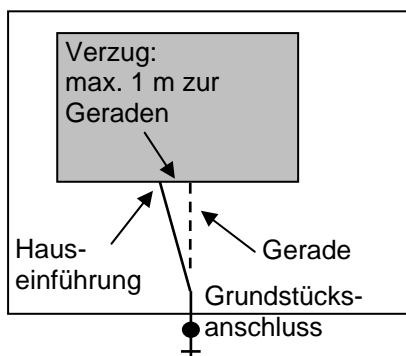 Verzug:
max. 1 m zur
Geraden
Haus-
einführung
Gerade
Grundstücks-
anschluss